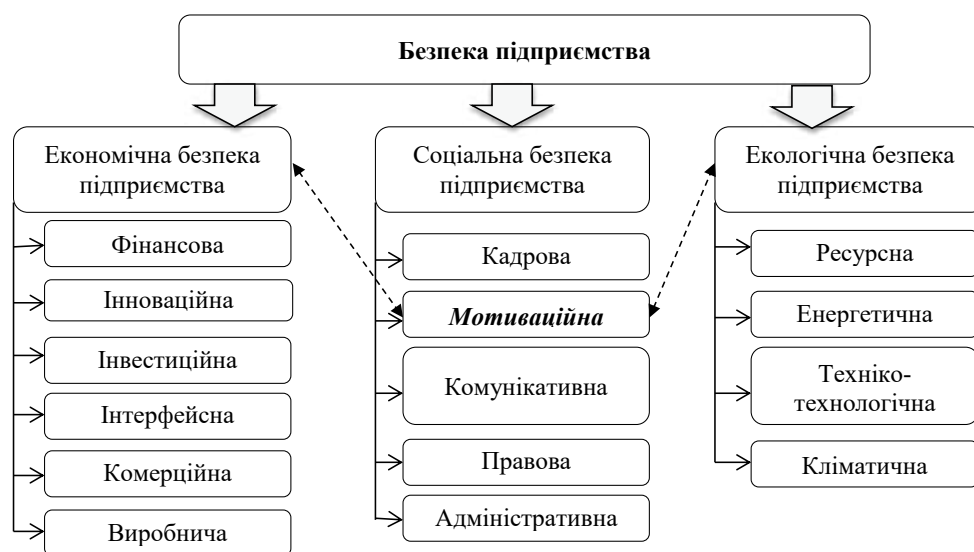 Безпека підприємства
Економічна безпека
підприємства
Фінансова
Інноваційна
Інвестиційна
Інтерфейсна
Комерційна
Виробнича
Соціальна безпека
підприємства
Кадрова
Мотиваційна
Комунікативна
Правова
Адміністративна
Екологічна безпека
підприємства
Ресурсна
Енергетична
Техніко-
технологічна
Кліматична